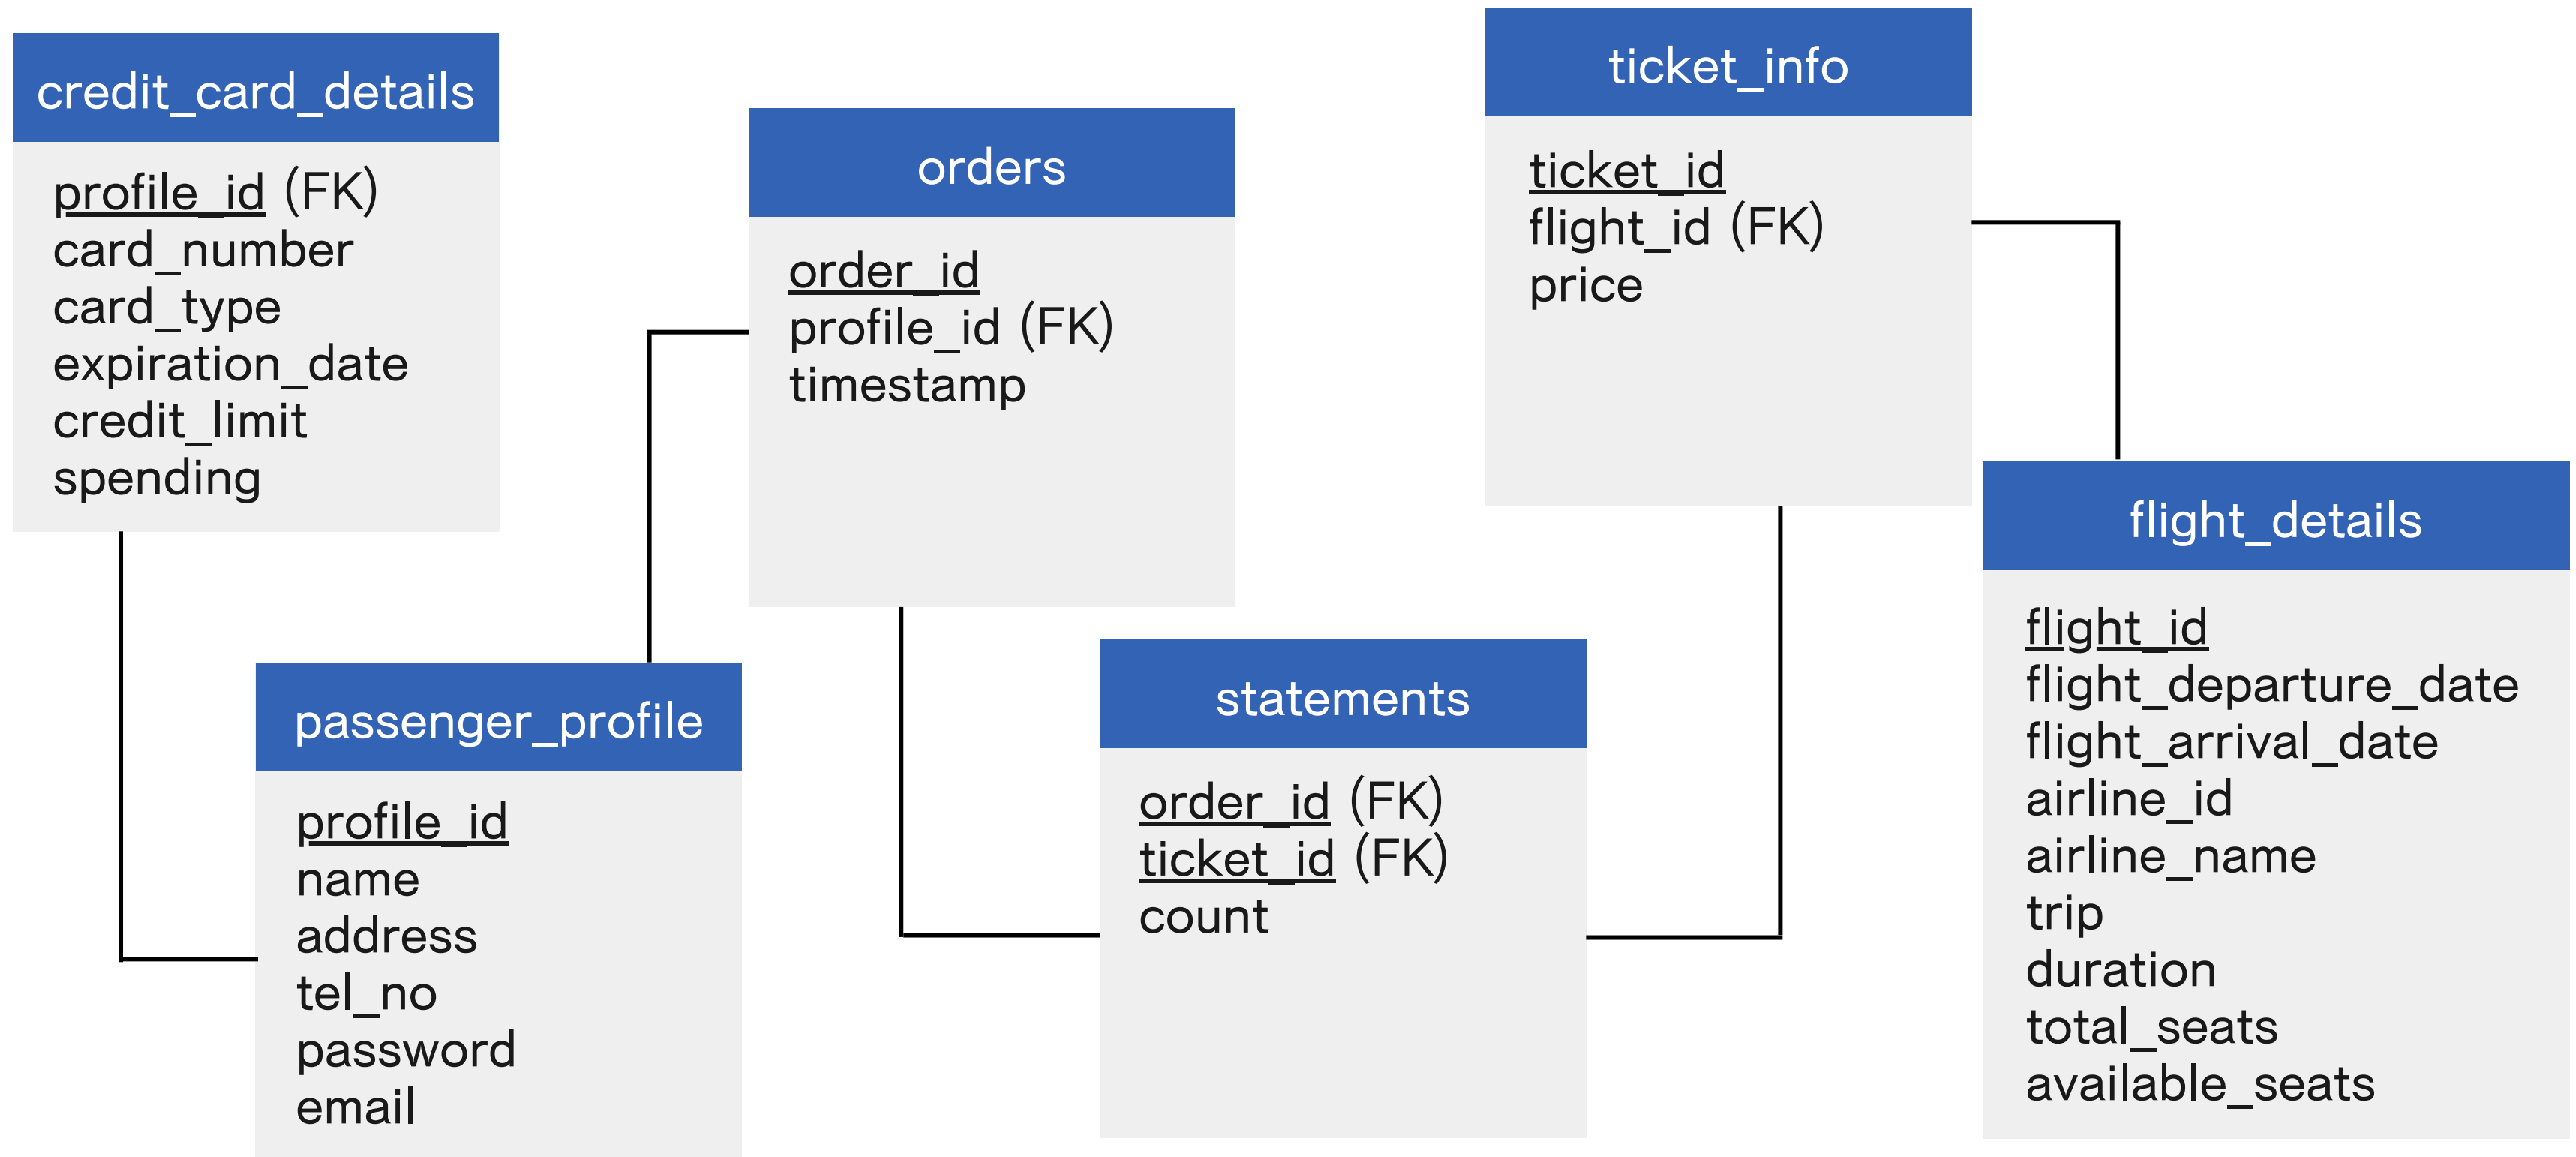 credit_card_details
profile_id (FK)
card_number
card_type
expiration_date
credit_limit
spending
passenger_profile
profile_id
name
address
tel_no
password
email
orders
order_id
profile_id (FK)
timestamp
statements
order_id (FK)
ticket_id (FK)
count
ticket_info
ticket_id
flight_id (FK)
price
flight_details
flight_id
flight_departure_date
flight_arrival_date
airline_id
airline_name
trip
duration
total_seats
available_seats